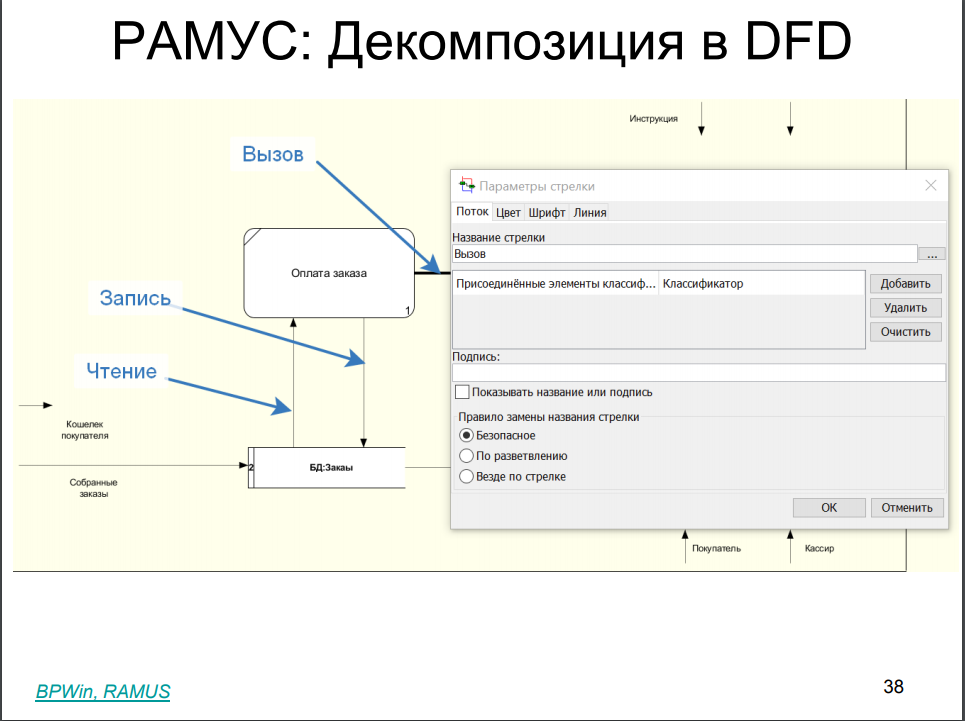 РАМУС: Декомпозиция в DFD
Инструкция
Вызов
Параметры стрелки
Поток Цвет Шрифт Линия
Название стрелки
Вызов
...
Присоединённые элементы классиф... Классификатор
Добавить
Удалить
Очистить
Подпись:
Показывать название или подпись
Правило замены названия стрелки
Безопасное
По разветвлению
Везде по стрелке
ОК Отменить
Оплата заказа
1
Запись
Чтение
Кошелек
покупателя
2 БД:Закаы
Собранные
заказы
Покупатель
Кассир
BPWin, RAMUS
38